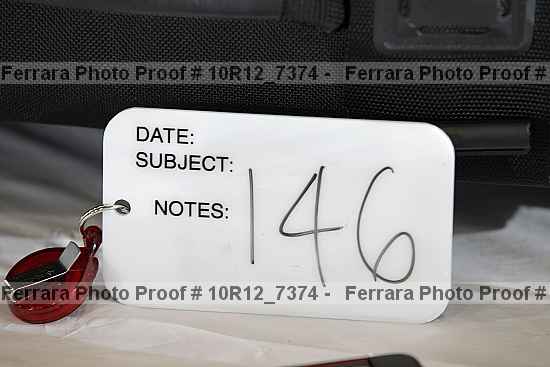 Ferrara Photo Proof # 10R12_7374 - Ferrara Photo Proof #
DATE:
SUBJECT:
NOTES: 146
Ferrara Photo Proof # 10R12_7374 - Ferrara Photo Proof #